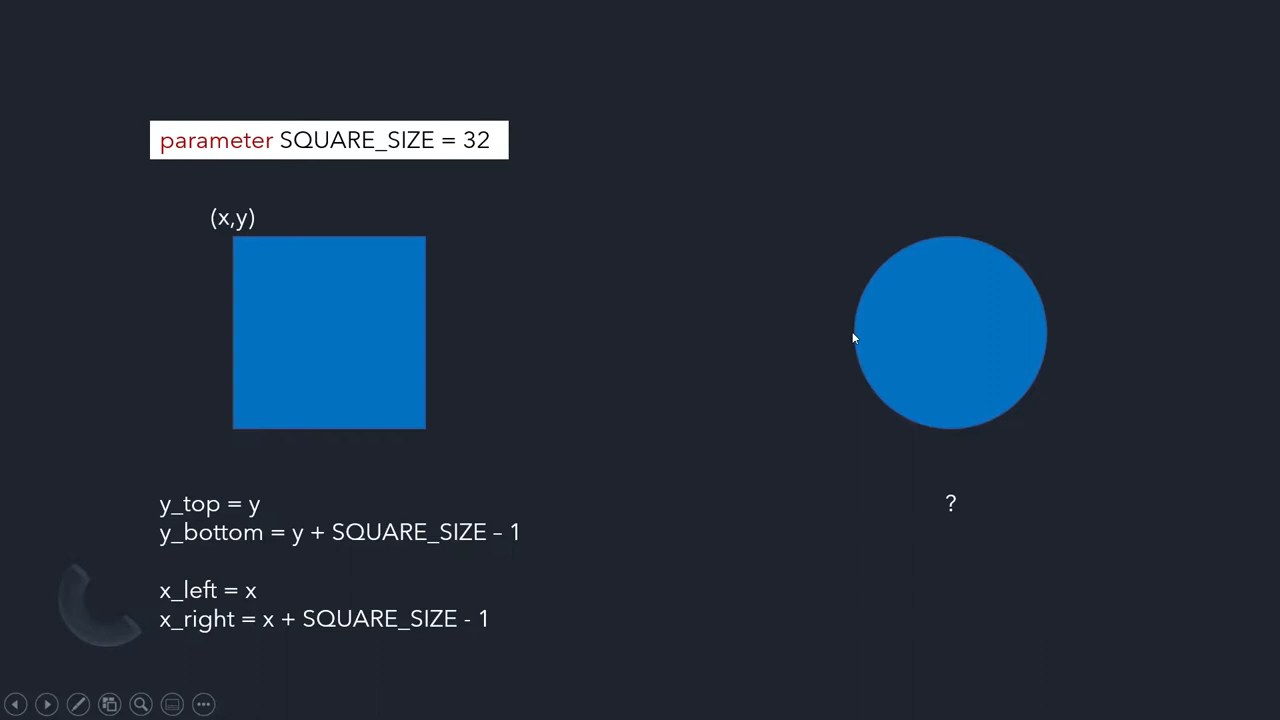 parameter SQUARE_SIZE = 32
(x,y)
y_top = y
y_bottom = y + SQUARE_SIZE – 1
x_left = x
x_right = x + SQUARE_SIZE - 1
?